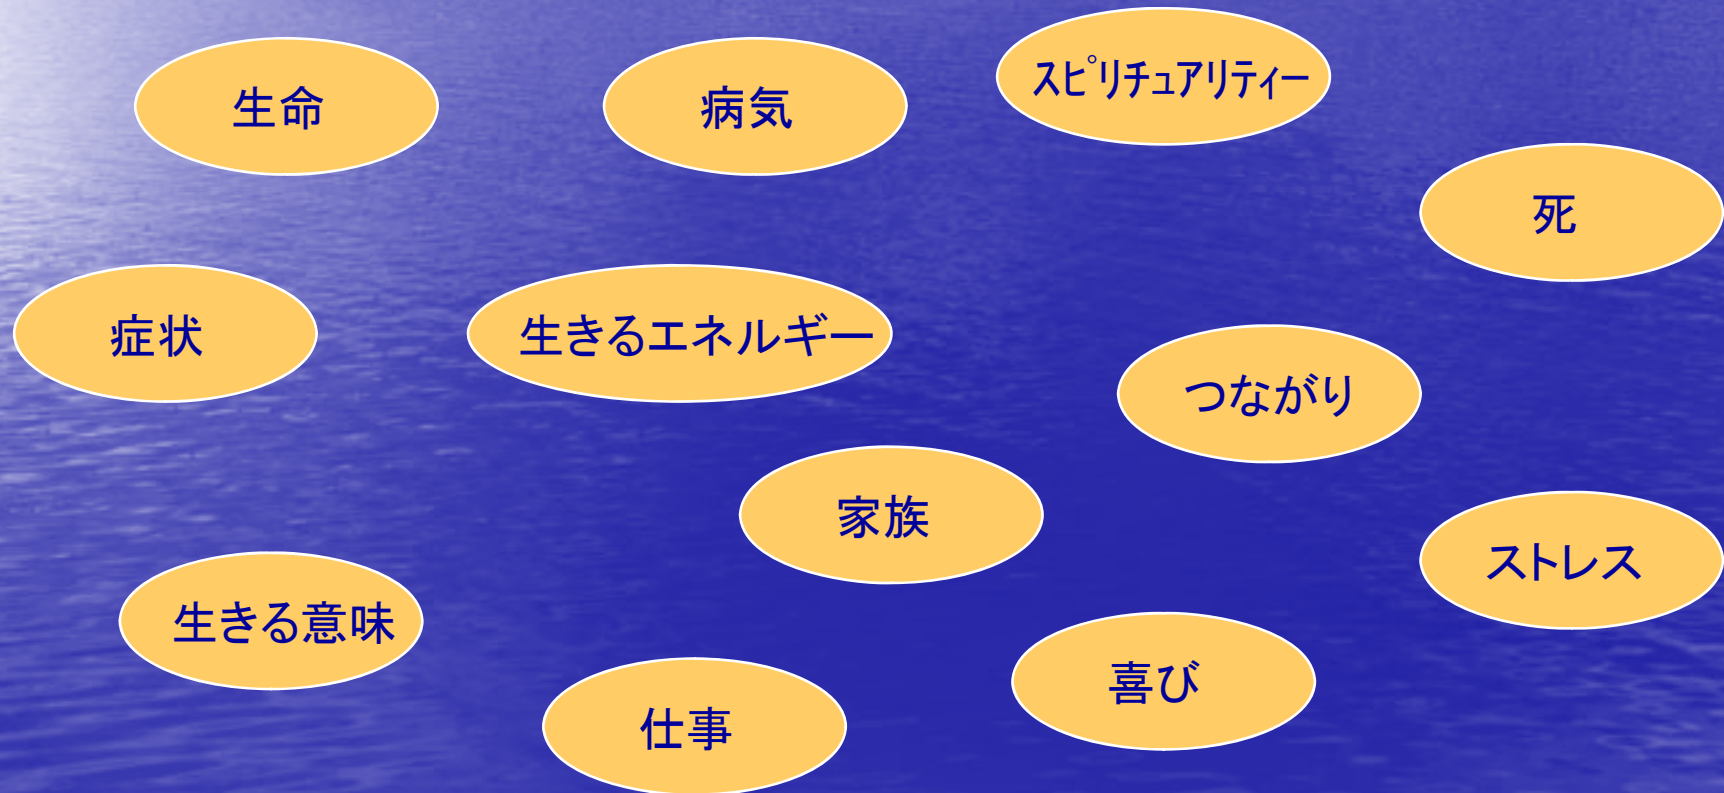 生命
病気
スピリチュアリティー
死
症状
生きるエネルギー
つながり
家族
ストレス
生きる意味
喜び
仕事